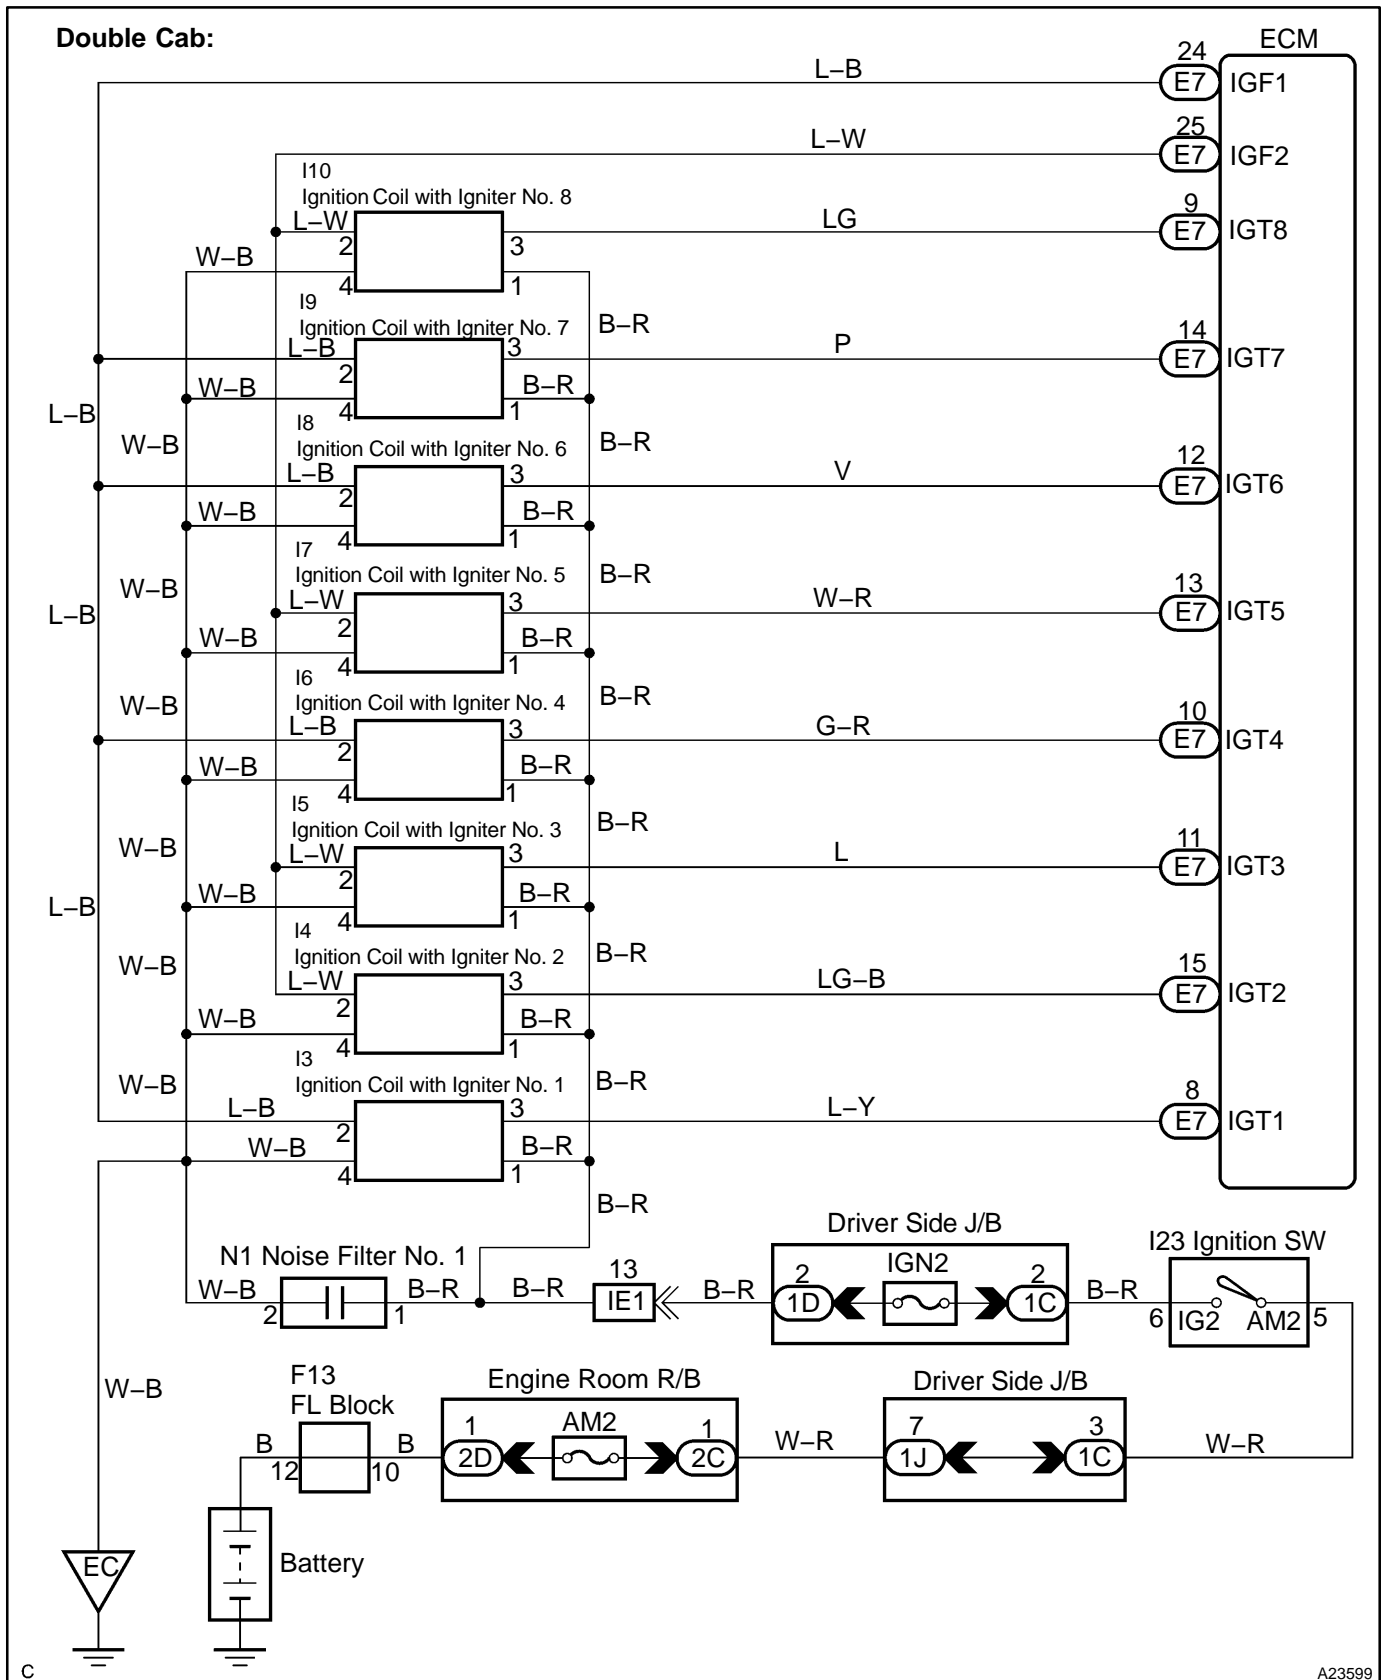 Double Cab:
ECM
24
L–B
E7
IGF1
25
L–W
E7
IGF2
I10
Ignition Coil with Igniter No. 8
L–W
2
3
LG
9
E7
IGT8
W–B
4
1
I9
Ignition Coil with Igniter No. 7
B–R
L–B
2
3
P
14
E7
IGT7
W–B
4
1
B–R
L–B
W–B
I8
Ignition Coil with Igniter No. 6
B–R
L–B
2
3
V
12
E7
IGT6
W–B
4
1
B–R
I7
Ignition Coil with Igniter No. 5
W–B
B–R
L–B
L–W
2
3
W–R
13
E7
IGT5
W–B
4
1
B–R
I6
Ignition Coil with Igniter No. 4
W–B
B–R
L–B
2
3
G–R
10
E7
IGT4
W–B
4
1
B–R
I5
Ignition Coil with Igniter No. 3
W–B
B–R
L–W
2
3
L
11
E7
IGT3
L–B
W–B
4
1
B–R
I4
Ignition Coil with Igniter No. 2
W–B
B–R
L–W
2
3
LG–B
15
E7
IGT2
W–B
4
1
B–R
I3
Ignition Coil with Igniter No. 1
W–B
B–R
L–B
2
3
L–Y
8
E7
IGT1
W–B
4
1
B–R
B–R
Driver Side J/B
I23 Ignition SW
N1 Noise Filter No. 1
W–B
2
1
B–R
B–R
13
IE1
B–R
2
1D
IGN2
2
1C
B–R
6
IG2
AM2
5
W–B
F13
FL Block
Engine Room R/B
Driver Side J/B
B
12
10
B
1
2D
AM2
1
2C
W–R
7
1J
3
1C
W–R
EC
Battery
C
A23599